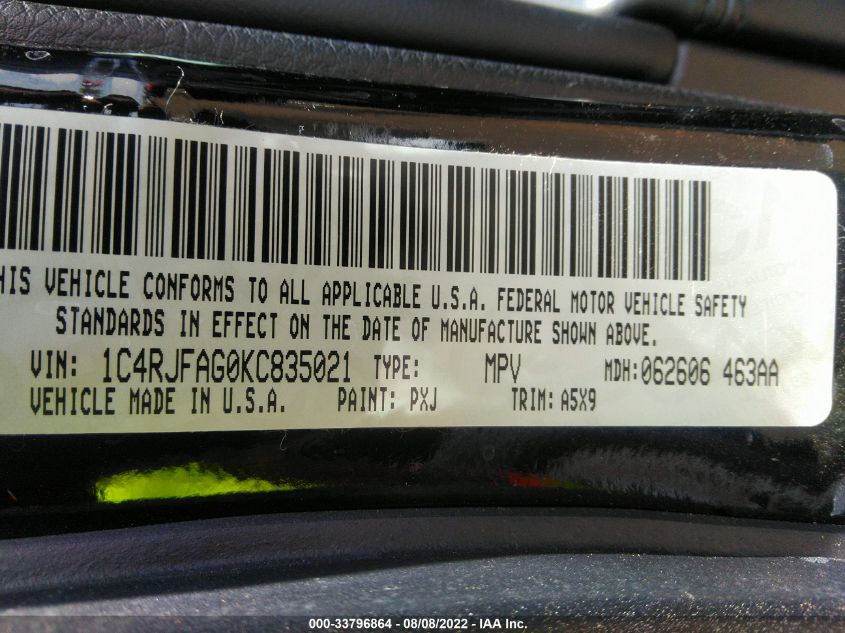 HIS VEHICLE CONFORMS TO ALL APPLICABLE U.S.A. FEDERAL MOTOR VEHICLE SAFETY
STANDARDS IN EFFECT ON THE DATE OF MANUFACTURE SHOWN ABOVE.
VIN: 1C4RJFAG0KC835021 TYPE: MPV MDH:062606 463AA
VEHICLE MADE IN U.S.A. PAINT: PXJ TRIM: A5X9
000-33796864 - 08/08/2022 - IAA Inc.